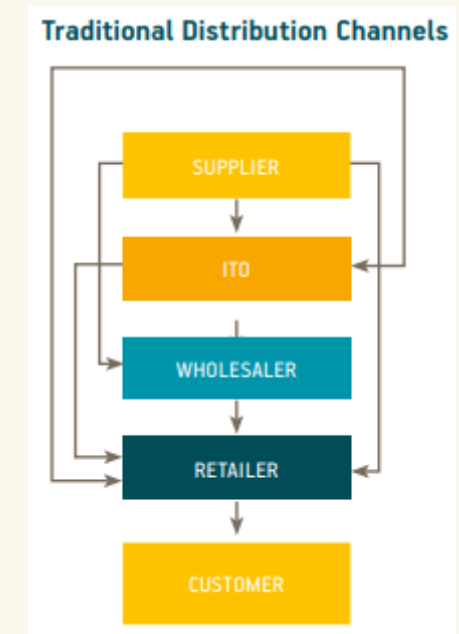 Traditional Distribution Channels
SUPPLIER
ITO
WHOLESALER
RETAILER
CUSTOMER